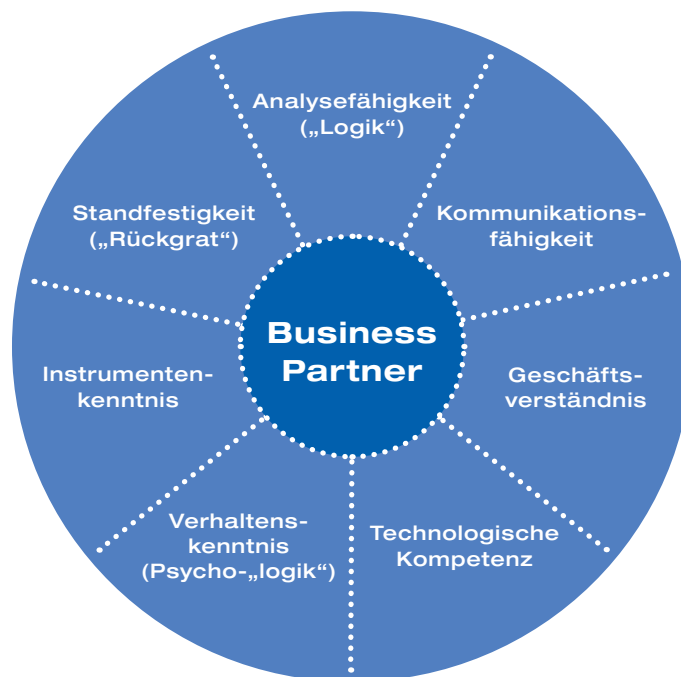 Analysefähigkeit
(„Logik“)
Kommunikations-
fähigkeit
Geschäfts-
verständnis
Technologische
Kompetenz
Verhaltens-
kenntnis
(Psycho-„logik“)
Instrumenten-
kenntnis
Standfestigkeit
(„Rückgrat“)
Business
Partner